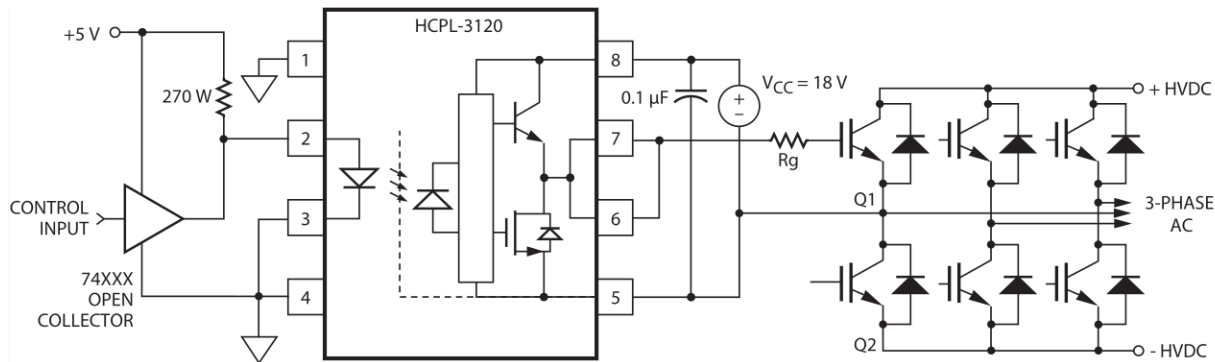 HCPL-3120
+5 V
270 W
CONTROL
INPUT
74XXX
OPEN
COLLECTOR
1
2
3
4
8
7
6
5
0.1 µF
VCC = 18 V
+
−
Rg
Q1
Q2
+ HVDC
3-PHASE
AC
- HVDC